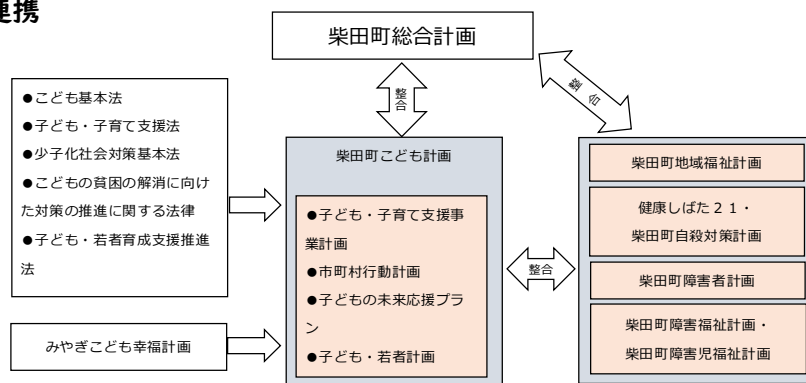 連携
柴田町総合計画
整合
整合
●こども基本法
●子ども・子育て支援法
●少子化社会対策基本法
●こどもの貧困の解消に向け
た対策の推進に関する法律
●子ども・若者育成支援推進
法
みやぎこども幸福計画
柴田町こども計画
●子ども・子育て支援事
業計画
●市町村行動計画
●子どもの未来応援プラ
ン
●子ども・若者計画
整合
柴田町地域福祉計画
健康しばた２１・
柴田町自殺対策計画
柴田町障害者計画
柴田町障害福祉計画・
柴田町障害児福祉計画